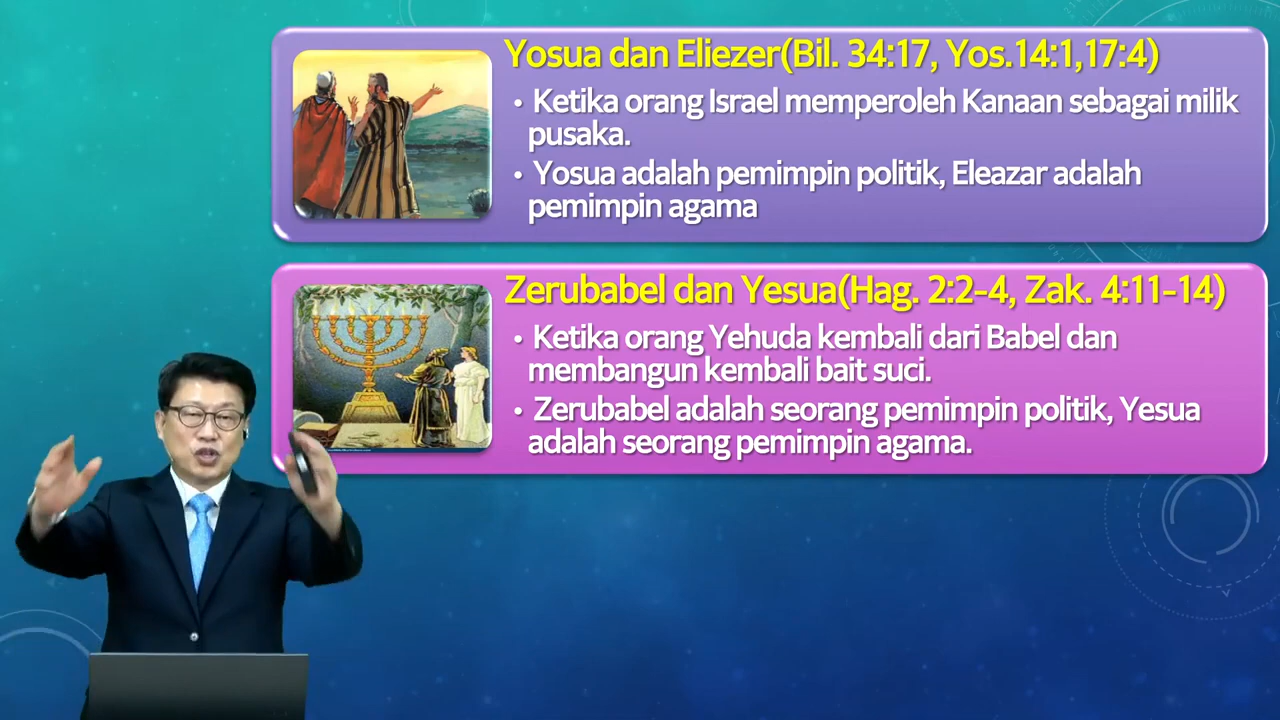 Yosua dan Eliezer(Bil. 34:17, Yos.14:1,17:4)
• Ketika orang Israel memperoleh Kanaan sebagai milik
pusaka.
• Yosua adalah pemimpin politik, Eleazar adalah
pemimpin agama
Zerubabel dan Yesua(Hag. 2:2-4, Zak. 4:11-14)
• Ketika orang Yehuda kembali dari Babel dan
membangun kembali bait suci.
• Zerubabel adalah seorang pemimpin politik, Yesua
adalah seorang pemimpin agama.